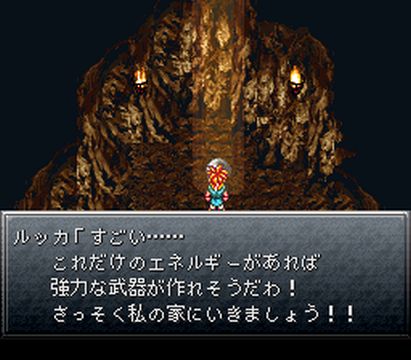 ルッカ「すごい……
これだけのエネルギーがあれば
強力な武器が作れそうだわ！
さっそく私の家にいきましょう！！